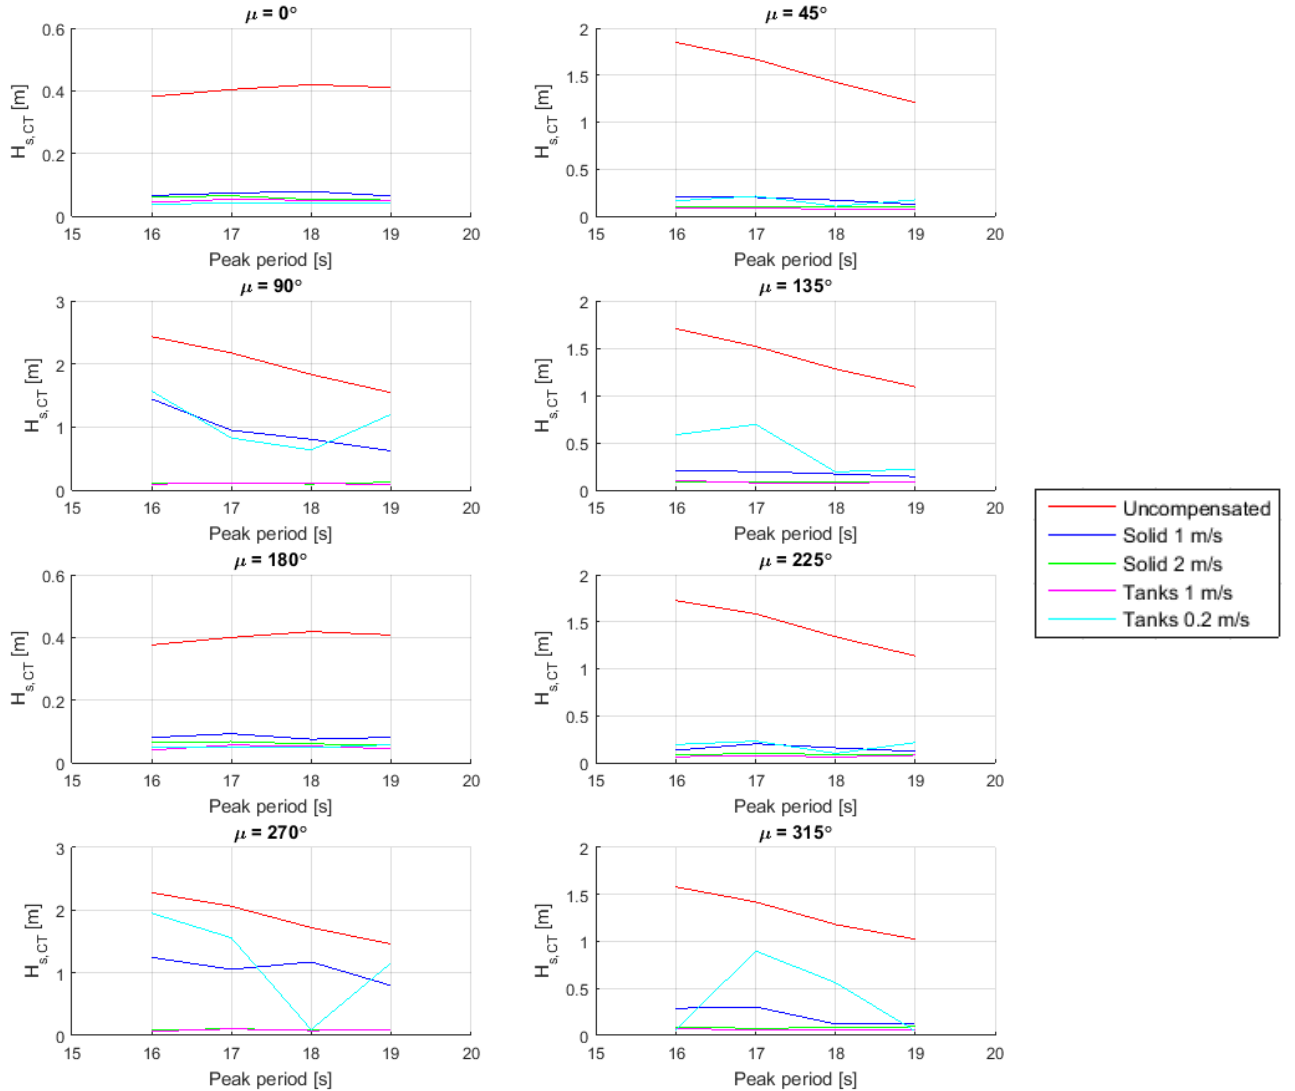 μ = 0°
H_s,CT [m]
0.6
0.4
0.2
0
15 16 17 18 19 20
Peak period [s]
μ = 45°
H_s,CT [m]
2
1.5
1
0.5
0
15 16 17 18 19 20
Peak period [s]
μ = 90°
H_s,CT [m]
3
2
1
0
15 16 17 18 19 20
Peak period [s]
μ = 135°
H_s,CT [m]
2
1.5
1
0.5
0
15 16 17 18 19 20
Peak period [s]
μ = 180°
H_s,CT [m]
0.6
0.4
0.2
0
15 16 17 18 19 20
Peak period [s]
μ = 225°
H_s,CT [m]
2
1.5
1
0.5
0
15 16 17 18 19 20
Peak period [s]
μ = 270°
H_s,CT [m]
3
2
1
0
15 16 17 18 19 20
Peak period [s]
μ = 315°
H_s,CT [m]
2
1.5
1
0.5
0
15 16 17 18 19 20
Peak period [s]
Uncompensated
Solid 1 m/s
Solid 2 m/s
Tanks 1 m/s
Tanks 0.2 m/s